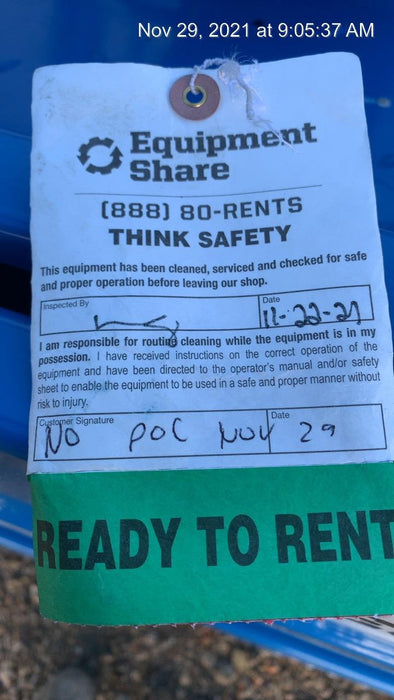 Nov 29, 2021 at 9:05:37 AM
Equipment
Share
(888) 80-RENTS
THINK SAFETY
This equipment has been cleaned, serviced and checked for safe
and proper operation before leaving our shop.
Inspected By
Date
11-22-21
I am responsible for routine cleaning while the equipment is in my
possession. I have received instructions on the correct operation of the
equipment and have been directed to the operator's manual and/or safety
sheet to enable the equipment to be used in a safe and proper manner without
risk to injury.
Customer Signature
Date
NO POC NOV 29
READY TO RENT